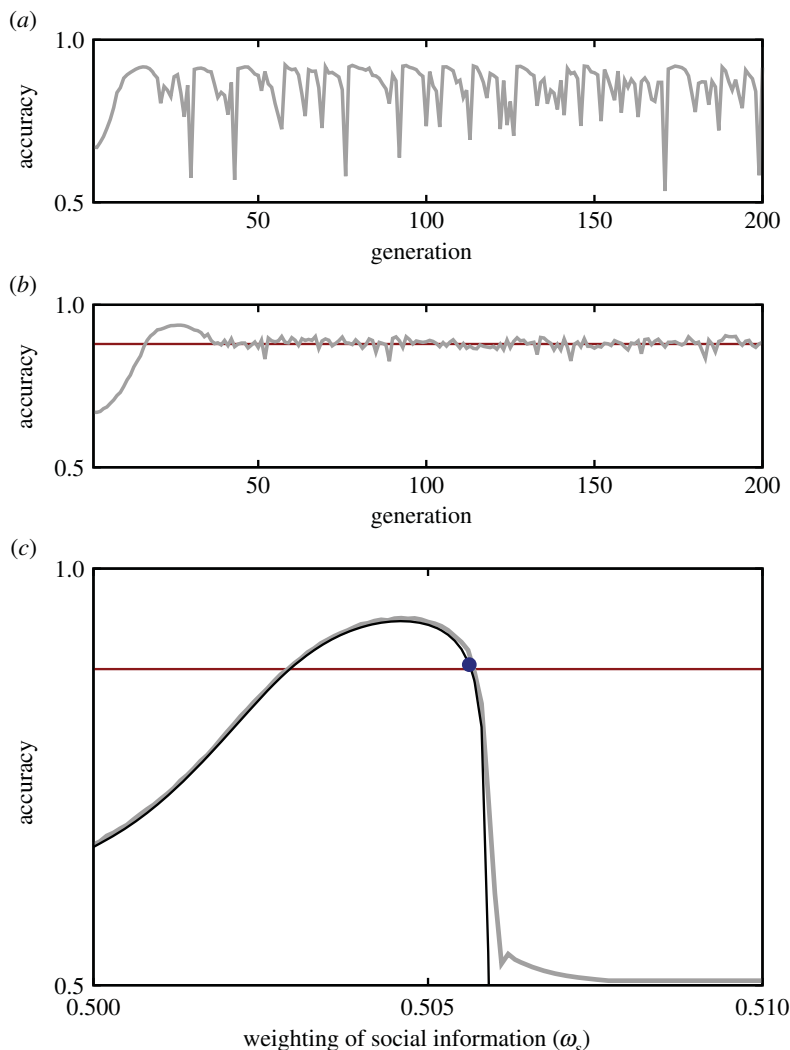 (a)
1.0
accuracy
0.5
50
100
150
200
generation
(b)
1.0
accuracy
0.5
50
100
150
200
generation
(c)
1.0
accuracy
0.5
0.500
0.505
0.510
weighting of social information (ωs)